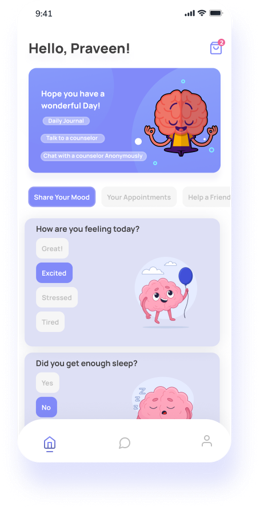 9:41
Hello, Praveen!
2
Hope you have a
wonderful Day!
Daily Journal
Talk to a counselor
Chat with a counselor Anonymously
Share Your Mood
Your Appointments
Help a Friend
How are you feeling today?
Great!
Excited
Stressed
Tired
Did you get enough sleep?
Yes
No
z z z